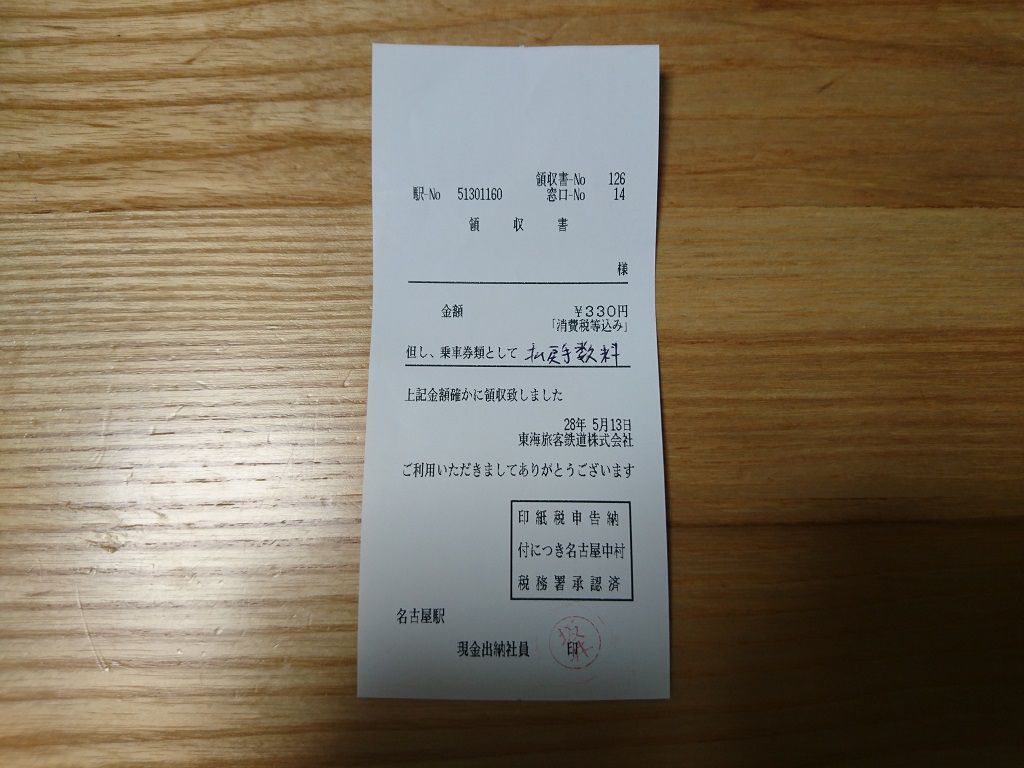 領収書-No 126
駅-No 51301160 窓口-No 14
領収書
様
金額 ¥330円
「消費税等込み」
但し、乗車券類として 払戻手数料
上記金額確かに領収致しました
28年 5月13日
東海旅客鉄道株式会社
ご利用いただきましてありがとうございます
印紙税申告納
付につき名古屋中村
税務署承認済
名古屋駅
現金出納社員 印